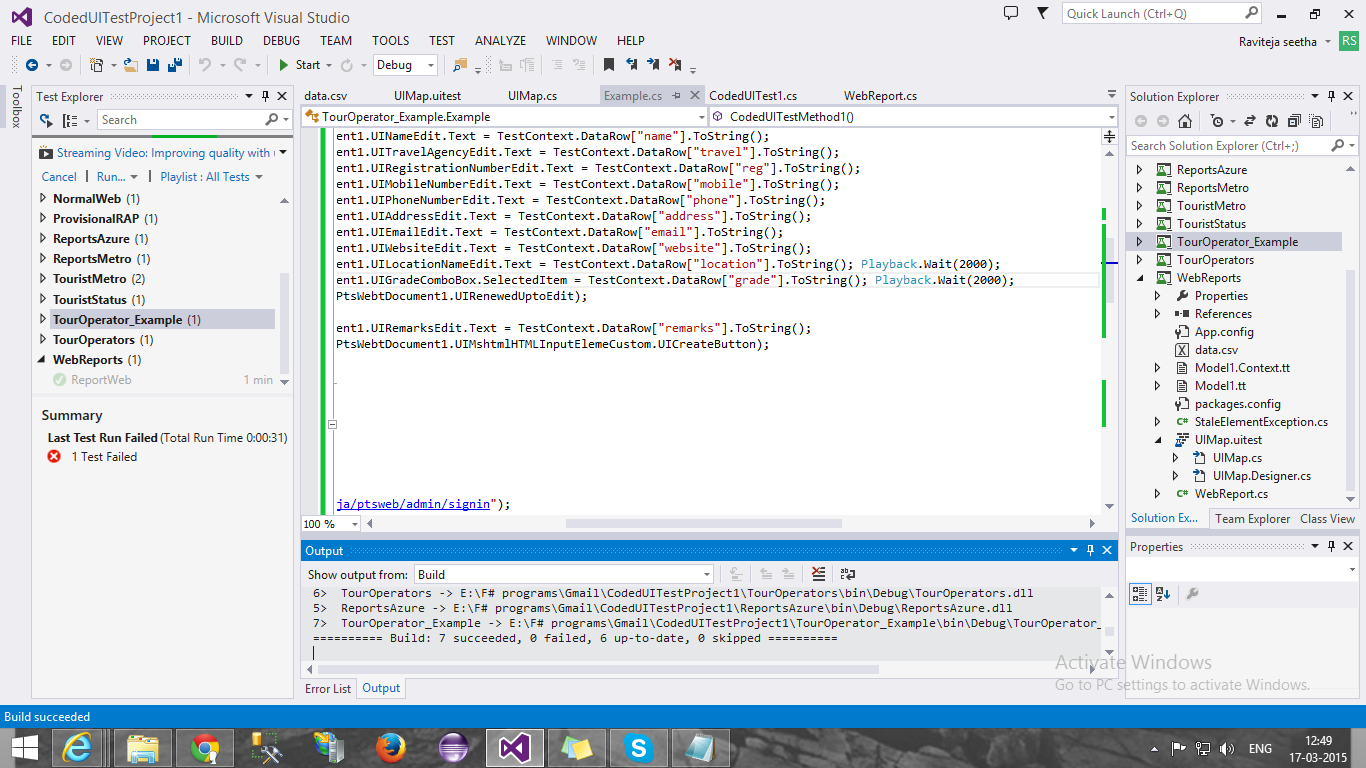 CodedUITestProject1 - Microsoft Visual Studio
Quick Launch (Ctrl+Q)
FILE EDIT VIEW PROJECT BUILD DEBUG TEAM TOOLS TEST ANALYZE WINDOW HELP
Raviteja seetha RS
Start Debug
Toolbox
Test Explorer
Search
Streaming Video: Improving quality with
Cancel Run... Playlist : All Tests
NormalWeb (1)
ProvisionalRAP (1)
ReportsAzure (1)
ReportsMetro (1)
TouristMetro (2)
TouristStatus (1)
TourOperator_Example (1)
TourOperators (1)
WebReports (1)
ReportWeb 1 min
Summary
Last Test Run Failed (Total Run Time 0:00:31)
1 Test Failed
data.csv UIMap.uitest UIMap.cs Example.cs CodedUITest1.cs WebReport.cs
TourOperator_Example.Example CodedUITestMethod1()
ent1.UINameEdit.Text = TestContext.DataRow["name"].ToString();
ent1.UITravelAgencyEdit.Text = TestContext.DataRow["travel"].ToString();
ent1.UIRegistrationNumberEdit.Text = TestContext.DataRow["reg"].ToString();
ent1.UIMobileNumberEdit.Text = TestContext.DataRow["mobile"].ToString();
ent1.UIPhoneNumberEdit.Text = TestContext.DataRow["phone"].ToString();
ent1.UIAddressEdit.Text = TestContext.DataRow["address"].ToString();
ent1.UIEmailEdit.Text = TestContext.DataRow["email"].ToString();
ent1.UIWebsiteEdit.Text = TestContext.DataRow["website"].ToString();
ent1.UILocationNameEdit.Text = TestContext.DataRow["location"].ToString(); Playback.Wait(2000);
ent1.UIGradeComboBox.SelectedItem = TestContext.DataRow["grade"].ToString(); Playback.Wait(2000);
PtsWebtDocument1.UIRenewedUptoEdit);
ent1.UIRemarksEdit.Text = TestContext.DataRow["remarks"].ToString();
PtsWebtDocument1.UIMshtmlHTMLInputElemeCustom.UICreateButton);
ja/ptsweb/admin/signin");
100 %
Output
Show output from: Build
6> TourOperators -> E:\F# programs\Gmail\CodedUITestProject1\TourOperators\bin\Debug\TourOperators.dll
5> ReportsAzure -> E:\F# programs\Gmail\CodedUITestProject1\ReportsAzure\bin\Debug\ReportsAzure.dll
7> TourOperator_Example -> E:\F# programs\Gmail\CodedUITestProject1\TourOperator_Example\bin\Debug\TourOperator_
========== Build: 7 succeeded, 0 failed, 6 up-to-date, 0 skipped ==========
Error List Output
Solution Explorer
Search Solution Explorer (Ctrl+;)
ReportsAzure
ReportsMetro
TouristMetro
TouristStatus
TourOperator_Example
TourOperators
WebReports
Properties
References
App.config
data.csv
Model1.Context.tt
Model1.tt
packages.config
C# StaleElementException.cs
UIMap.uitest
UIMap.cs
UIMap.Designer.cs
C# WebReport.cs
Solution Ex... Team Explorer Class View
Properties
Activate Windows
Go to PC settings to activate Windows.
Build succeeded
ENG
12:49
17-03-2015